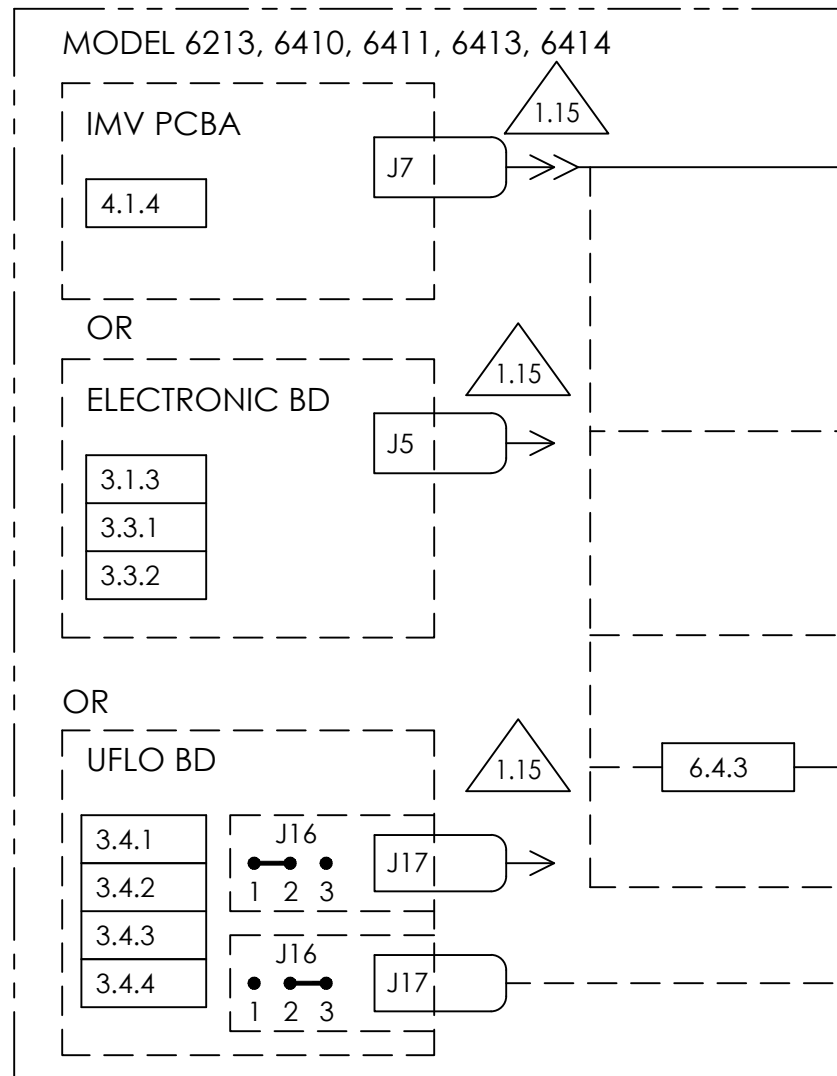 MODEL 6213, 6410, 6411, 6413, 6414
IMV PCBA
1.15
J7
4.1.4
OR
ELECTRONIC BD
1.15
J5
3.1.3
3.3.1
3.3.2
OR
UFLO BD
1.15
6.4.3
3.4.1
3.4.2
3.4.3
3.4.4
J16
1 2 3
J17
J16
1 2 3
J17